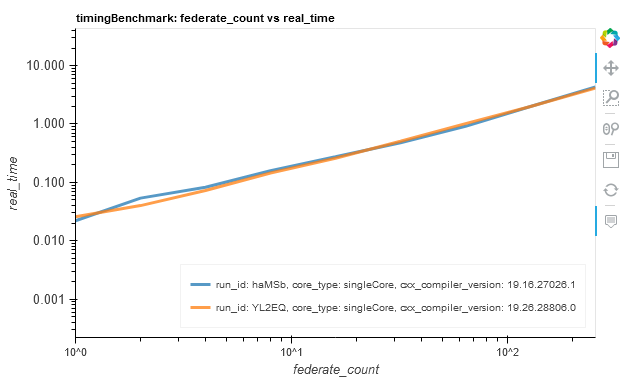 timingBenchmark: federate_count vs real_time
10.000
1.000
0.100
0.010
0.001
real_time
run_id: haMSb, core_type: singleCore, cxx_compiler_version: 19.16.27026.1
run_id: YL2EQ, core_type: singleCore, cxx_compiler_version: 19.26.28806.0
10^0
10^1
10^2
federate_count